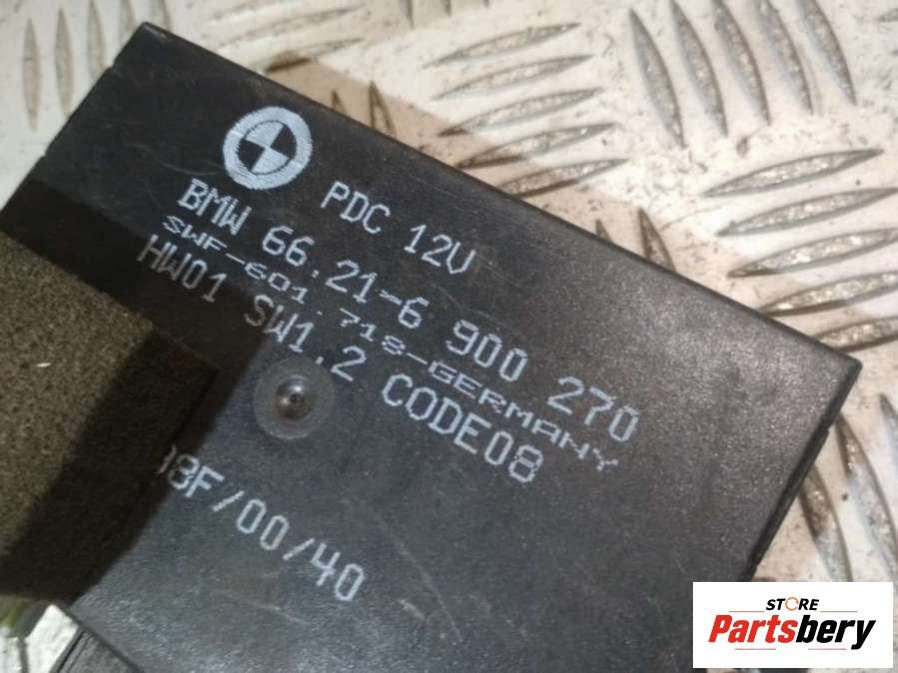 PDC 12V
BMW 66.21-6 900 270
SWF-601.718-GERMANY
HW01 SW1.2 CODE08
8F/00/40
STORE
Partsbery